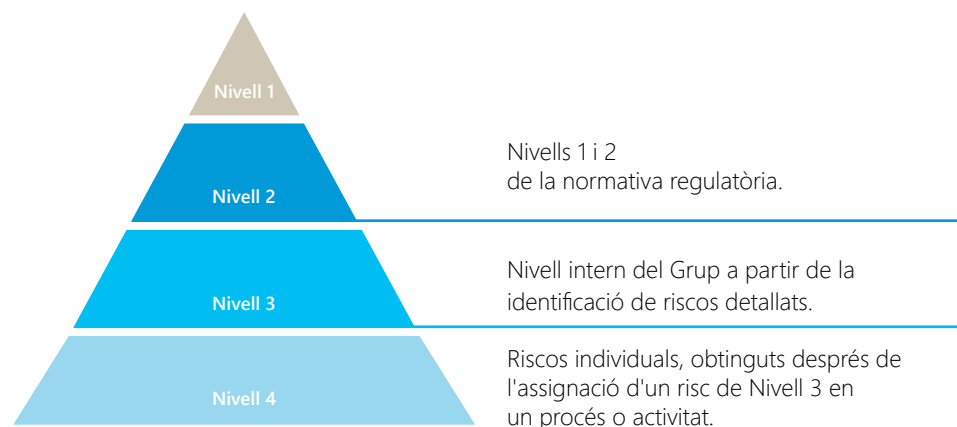 Nivell 1
Nivell 2
Nivells 1 i 2
de la normativa regulatòria.
Nivell 3
Nivell intern del Grup a partir de la
identificació de riscos detallats.
Nivell 4
Riscos individuals, obtinguts després de
l'assignació d'un risc de Nivell 3 en
un procés o activitat.